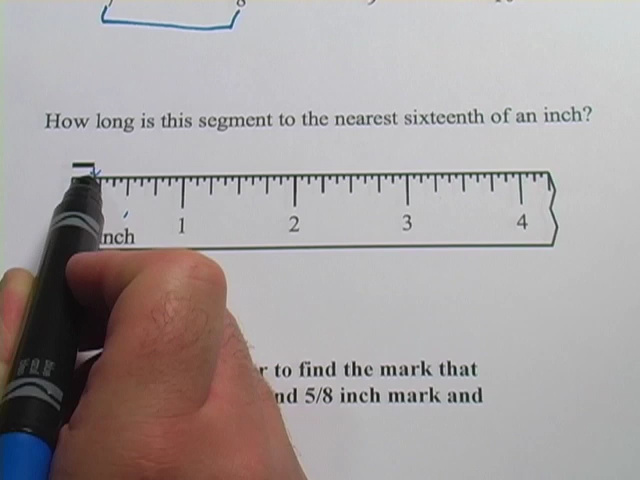 How long is this segment to the nearest sixteenth of an inch?
1 2 3 4
nch
to find the mark that
5/8 inch mark and